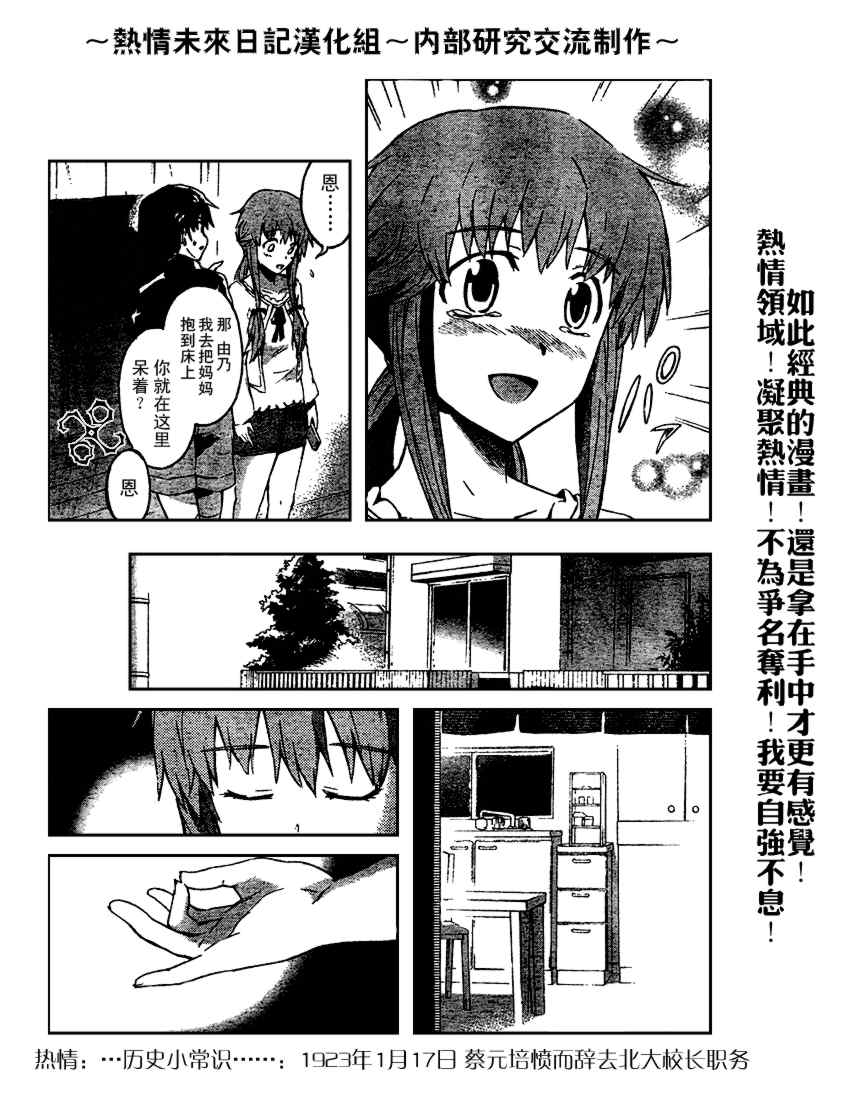 ～熱情未來日記漢化組～内部研究交流制作～
恩……
那 由乃
我去把妈妈
抱到床上
你就在这里
呆着？
恩
如此經典的漫畫！還是拿在手中才更有感覺！
熱情領域！凝聚熱情！不為爭名奪利！我要自強不息！
热情：…历史小常识……：1923年1月17日 蔡元培愤而辞去北大校长职务